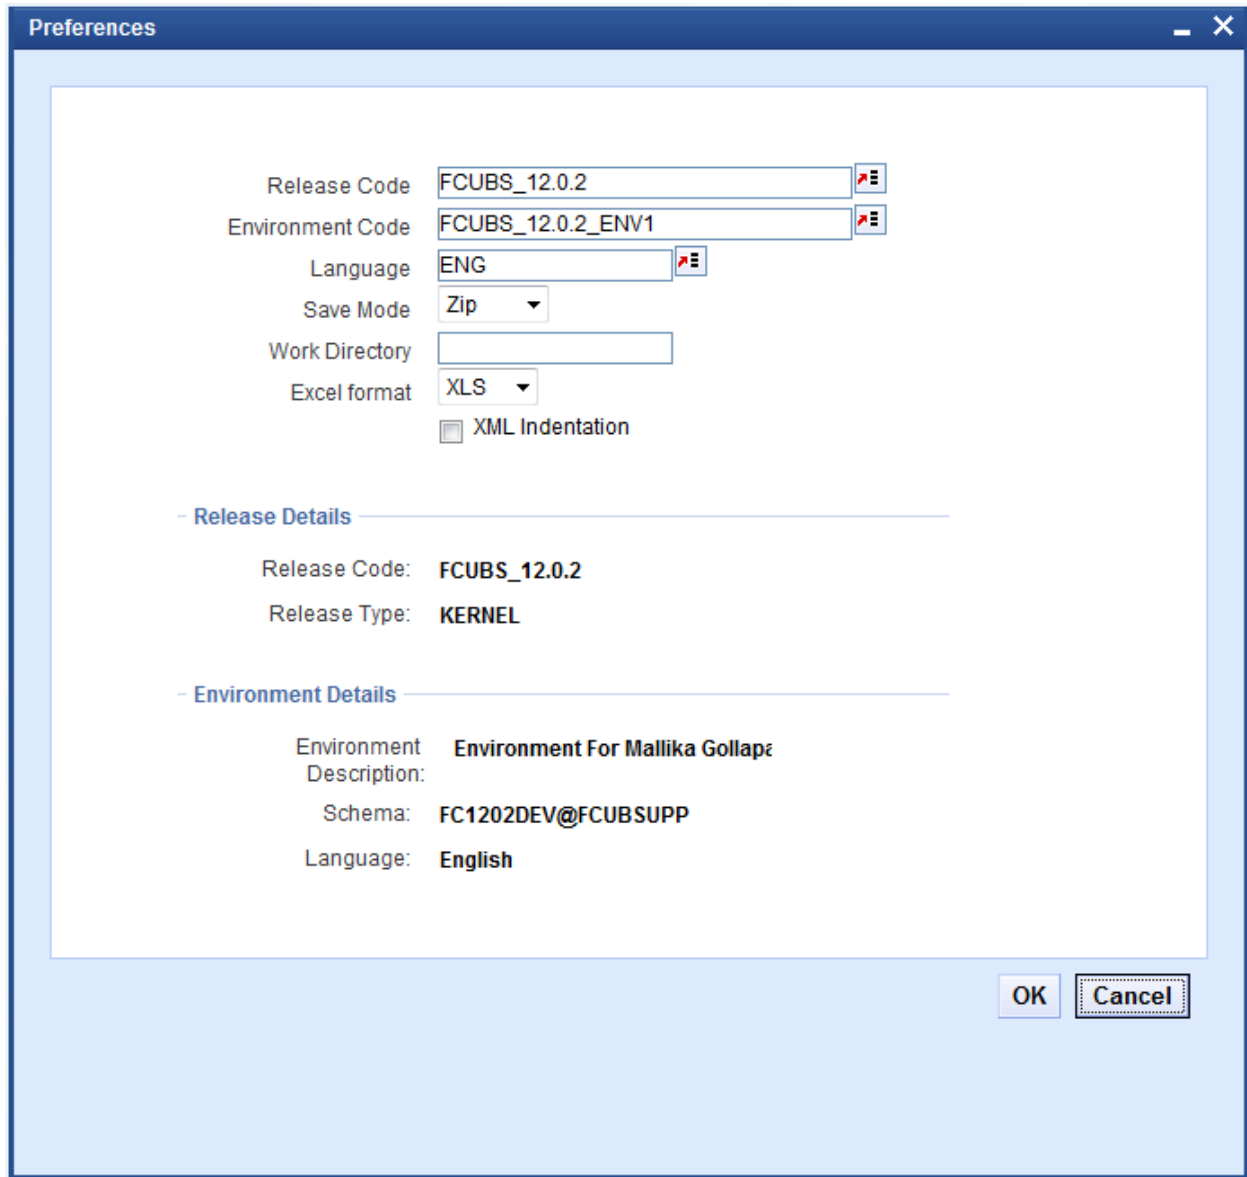 Preferences
Release Code FCUBS_12.0.2
Environment Code FCUBS_12.0.2_ENV1
Language ENG
Save Mode Zip
Work Directory
Excel format XLS
XML Indentation
Release Details
Release Code: FCUBS_12.0.2
Release Type: KERNEL
Environment Details
Environment Description: Environment For Mallika Gollapa
Schema: FC1202DEV@FCUBSUPP
Language: English
OK Cancel